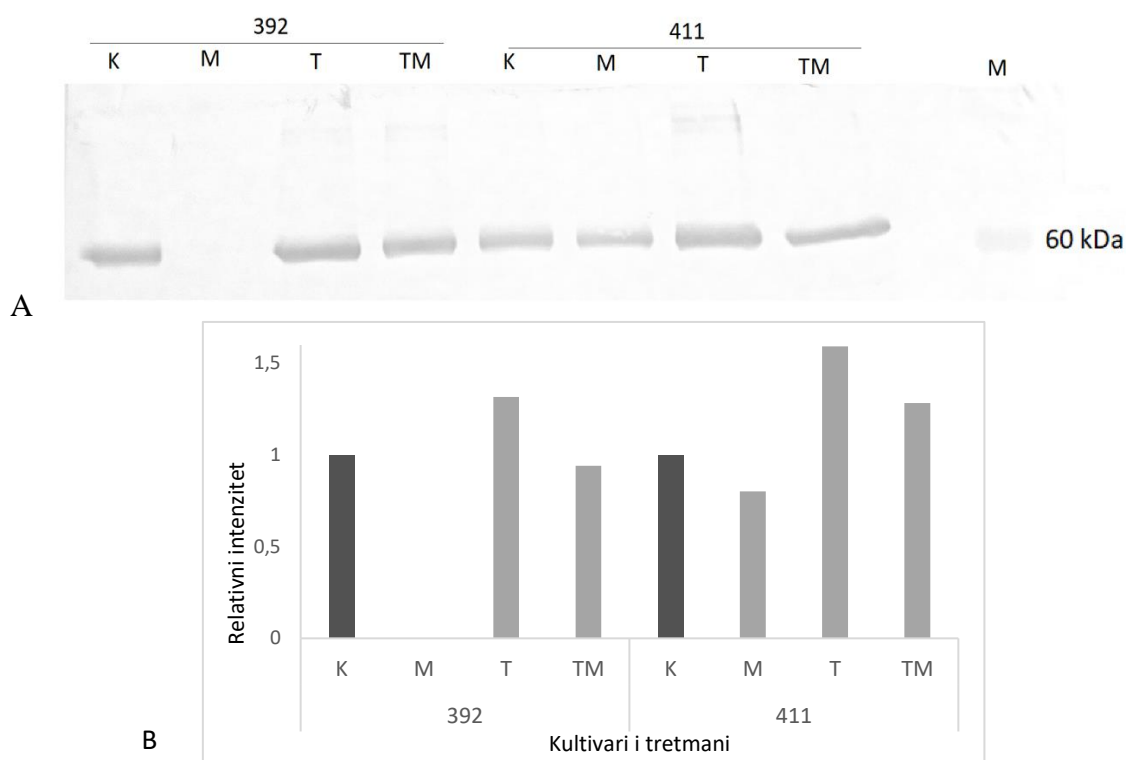 392 411
K M T TM K M T TM M
60 kDa
A
1,5
1
0,5
0
Relativni intenzitet
K M T TM K M T TM
392 411
Kultivari i tretmani
B